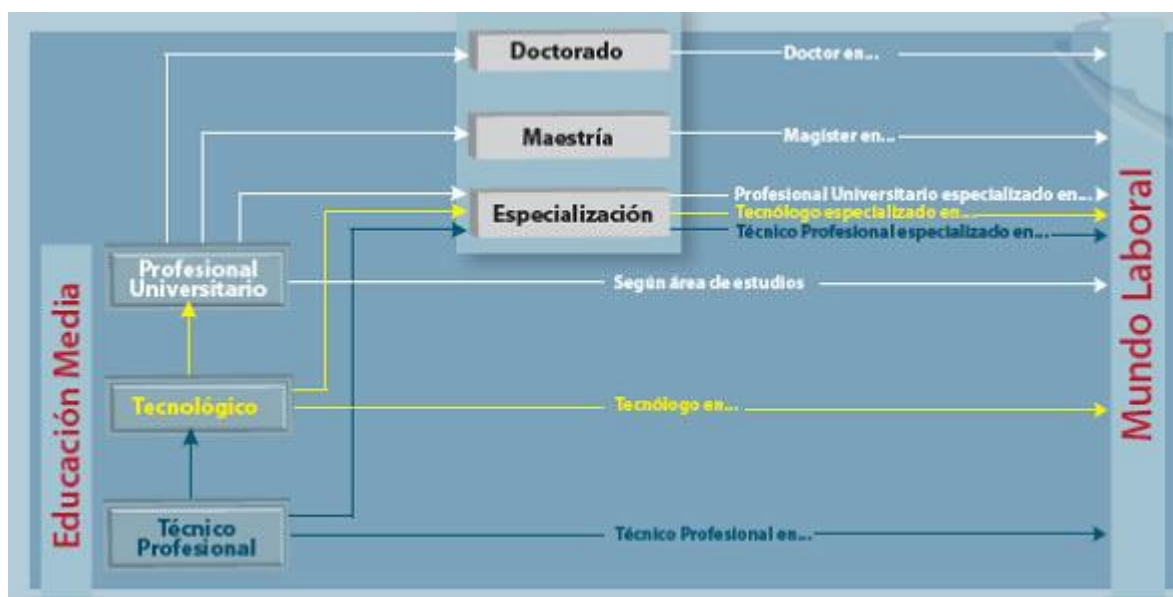 Doctorado
Doctor en...
Maestría
Magíster en...
Especialización
Profesional Universitario especializado en...
Tecnólogo especializado en...
Técnico Profesional especializado en...
Profesional
Universitario
Según área de estudios
Tecnológico
Tecnólogo en...
Técnico
Profesional
Técnico Profesional en...
Educación Media
Mundo Laboral